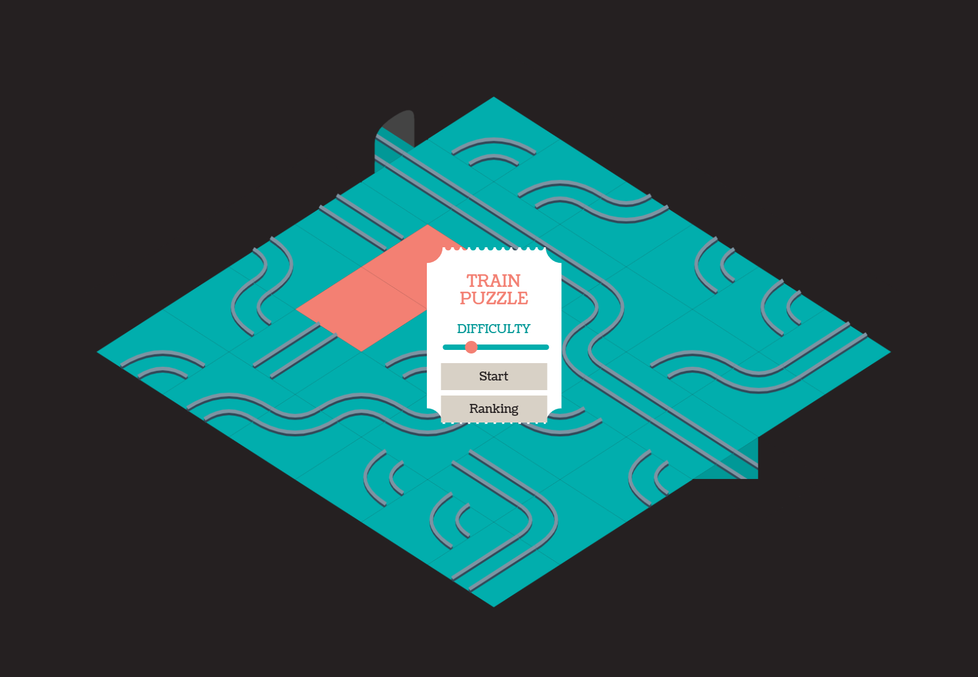 TRAIN
PUZZLE
DIFFICULTY
Start
Ranking